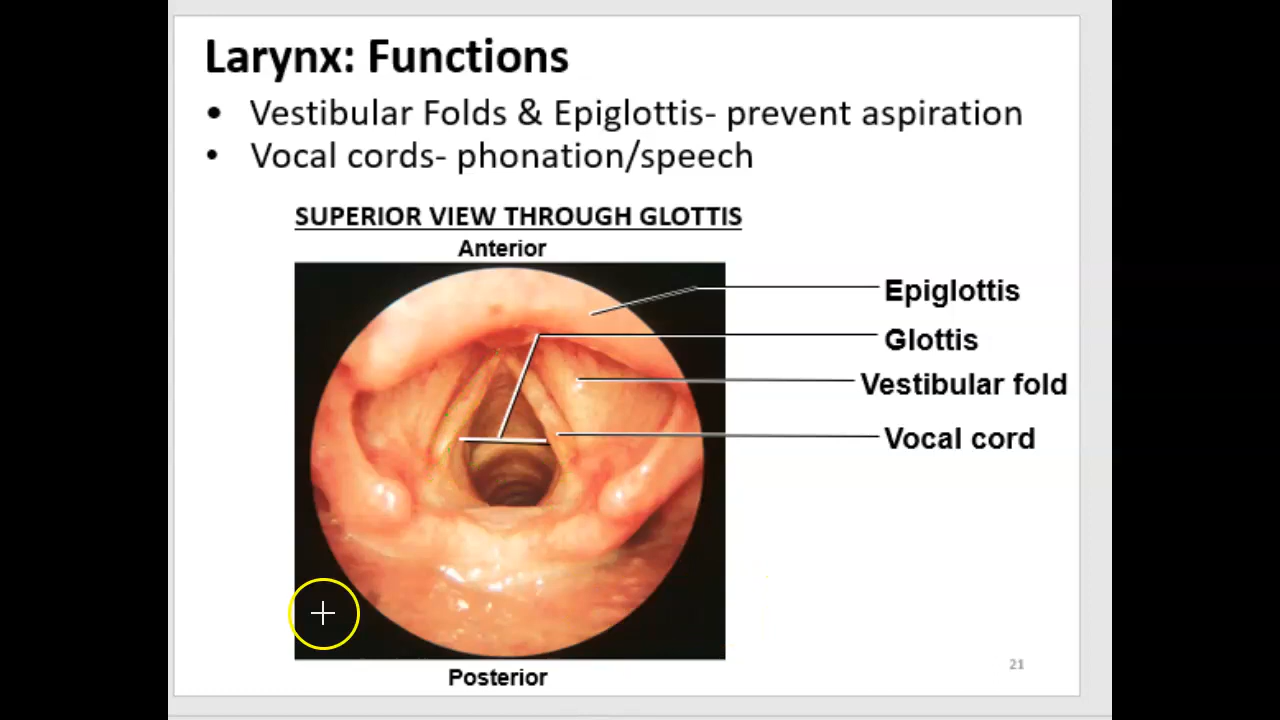 Larynx: Functions
• Vestibular Folds & Epiglottis- prevent aspiration
• Vocal cords- phonation/speech
SUPERIOR VIEW THROUGH GLOTTIS
Anterior
Epiglottis
Glottis
Vestibular fold
Vocal cord
Posterior
21